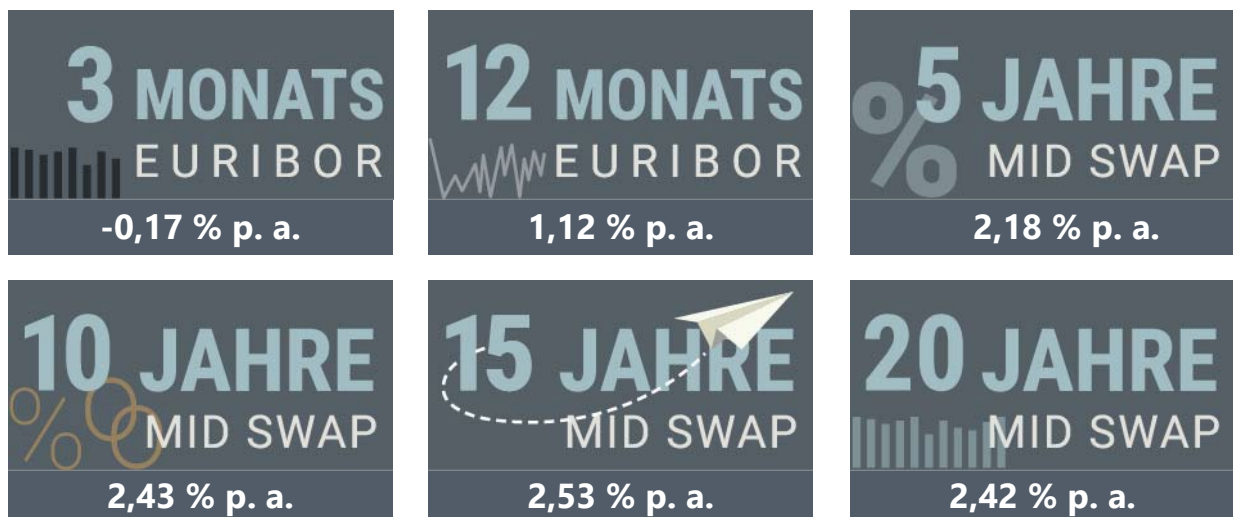 3 MONATS
EURIBOR
-0,17 % p. a.
12 MONATS
EURIBOR
1,12 % p. a.
%
5 JAHRE
MID SWAP
2,18 % p. a.
10 JAHRE
%
MID SWAP
2,43 % p. a.
15 JAHRE
MID SWAP
2,53 % p. a.
20 JAHRE
MID SWAP
2,42 % p. a.